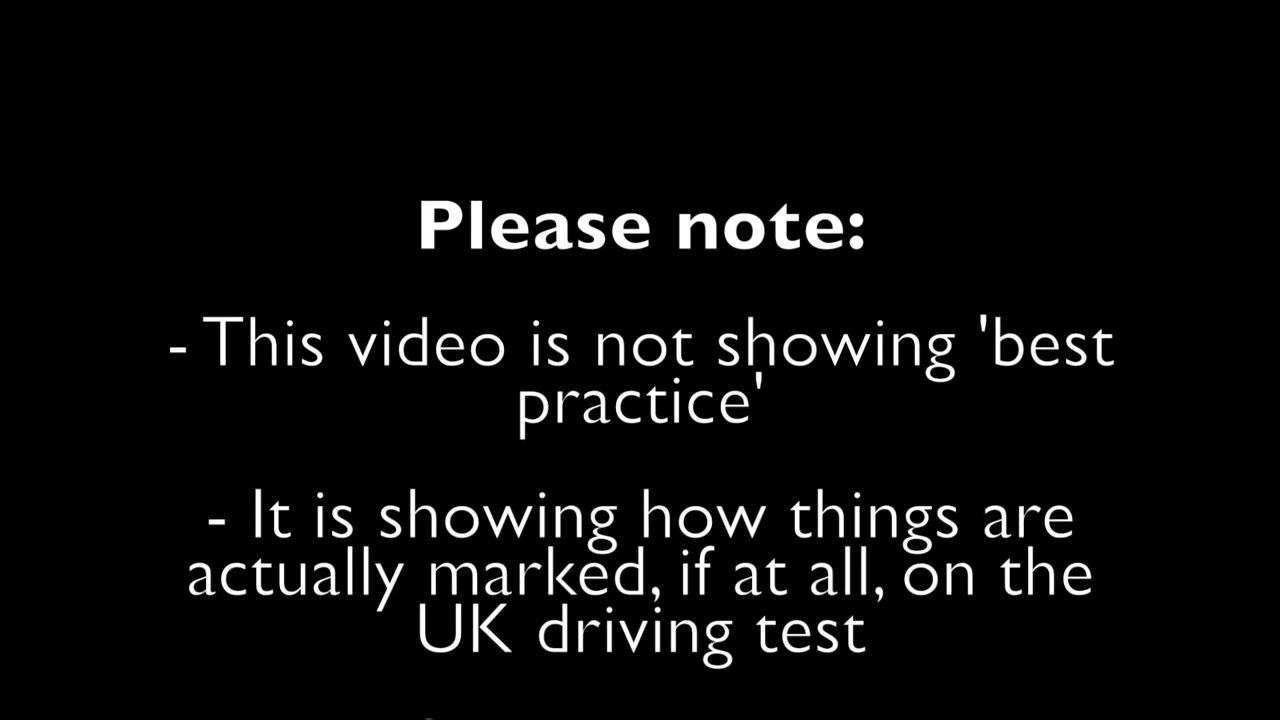 Please note:
- This video is not showing 'best
practice'
- It is showing how things are
actually marked, if at all, on the
UK driving test